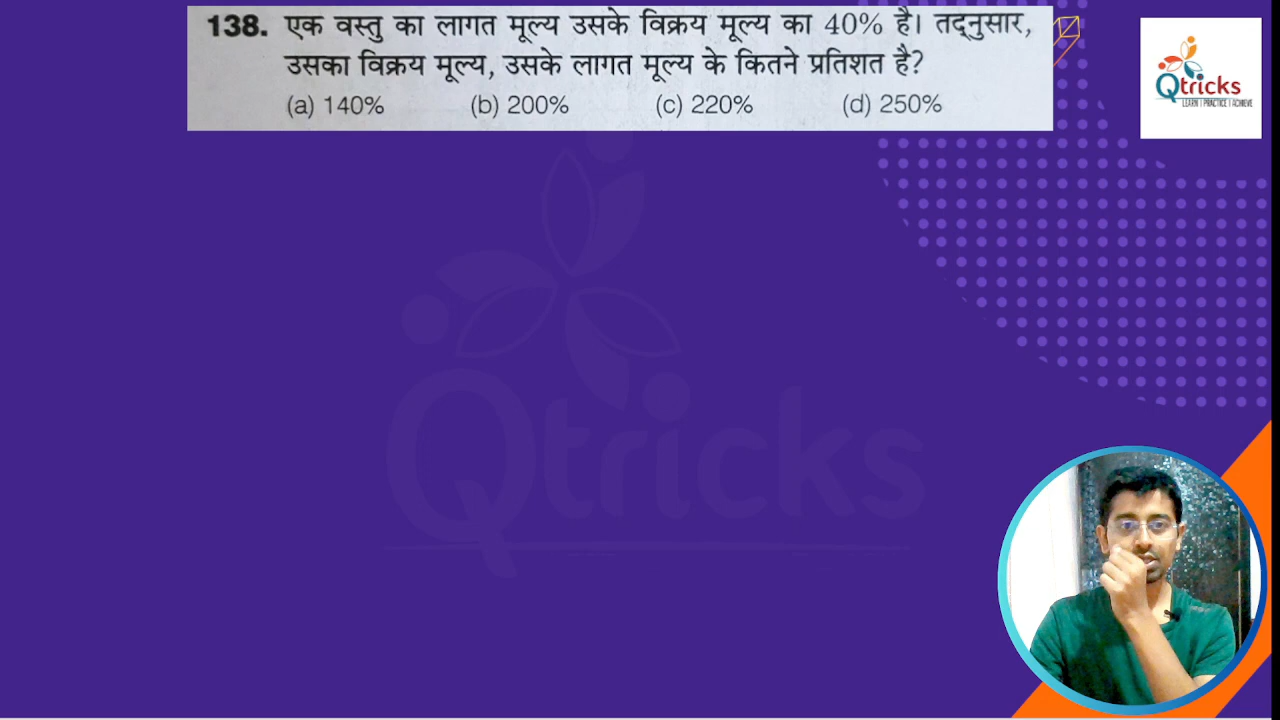 138. एक वस्तु का लागत मूल्य उसके विक्रय मूल्य का 40% है। तद्नुसार,
उसका विक्रय मूल्य, उसके लागत मूल्य के कितने प्रतिशत है?
(a) 140% (b) 200% (c) 220% (d) 250%
Qtricks
LEARN | PRACTICE | ACHIEVE
Qtricks